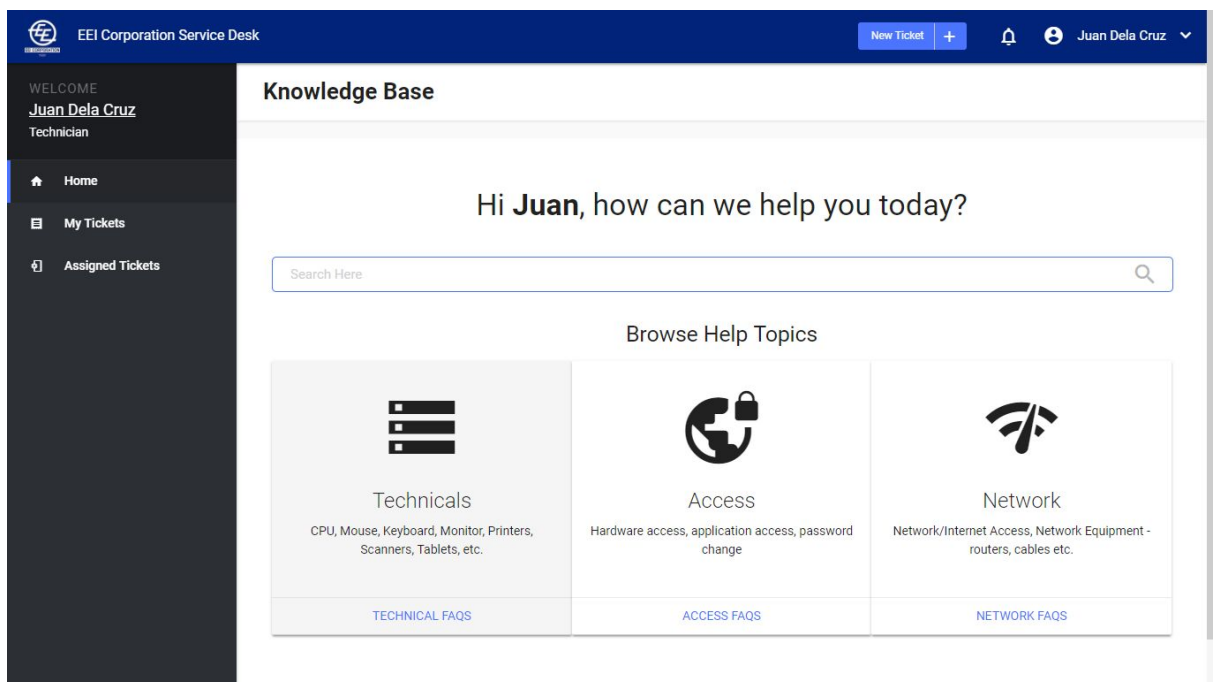 EEI Corporation Service Desk
New Ticket +
Juan Dela Cruz
WELCOME
Juan Dela Cruz
Technician
Home
My Tickets
Assigned Tickets
Knowledge Base
Hi Juan, how can we help you today?
Search Here
Browse Help Topics
Technicals
CPU, Mouse, Keyboard, Monitor, Printers,
Scanners, Tablets, etc.
TECHNICAL FAQS
Access
Hardware access, application access, password
change
ACCESS FAQS
Network
Network/Internet Access, Network Equipment -
routers, cables etc.
NETWORK FAQS